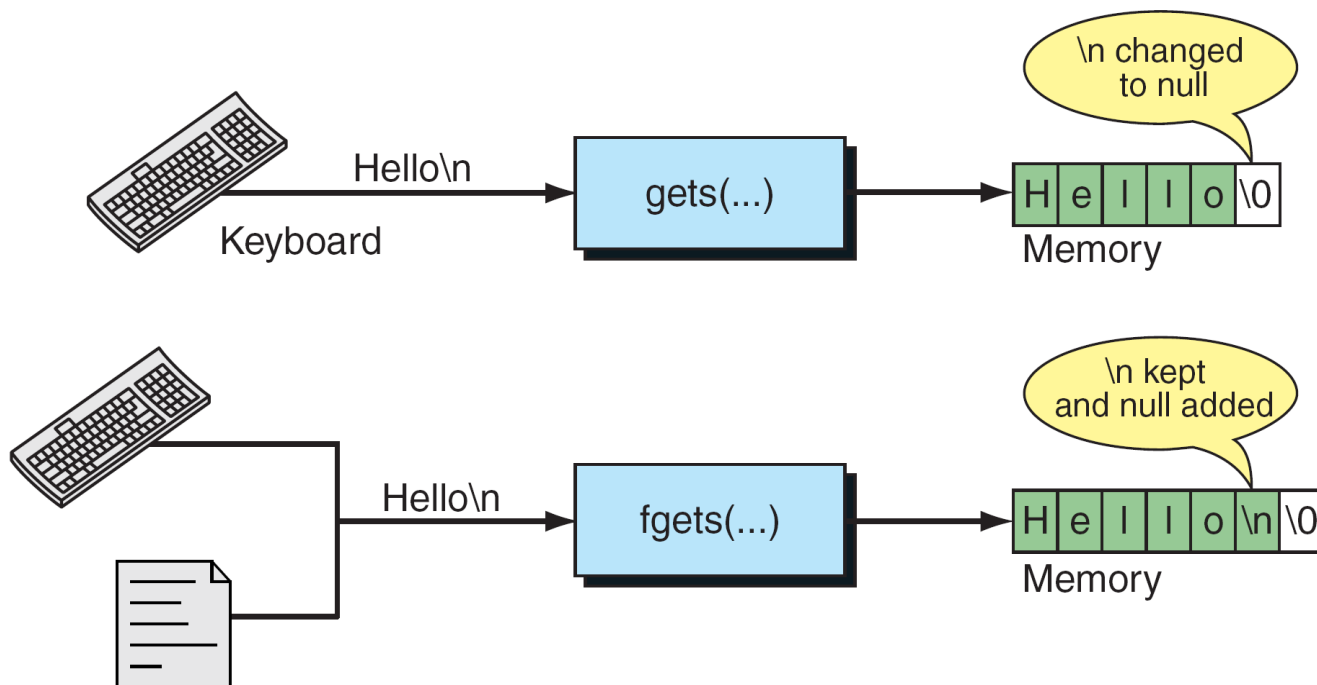 \n changed
to null
Hello\n
gets(...)
H e l l o \0
Keyboard
Memory
\n kept
and null added
Hello\n
fgets(...)
H e l l o \n \0
Memory